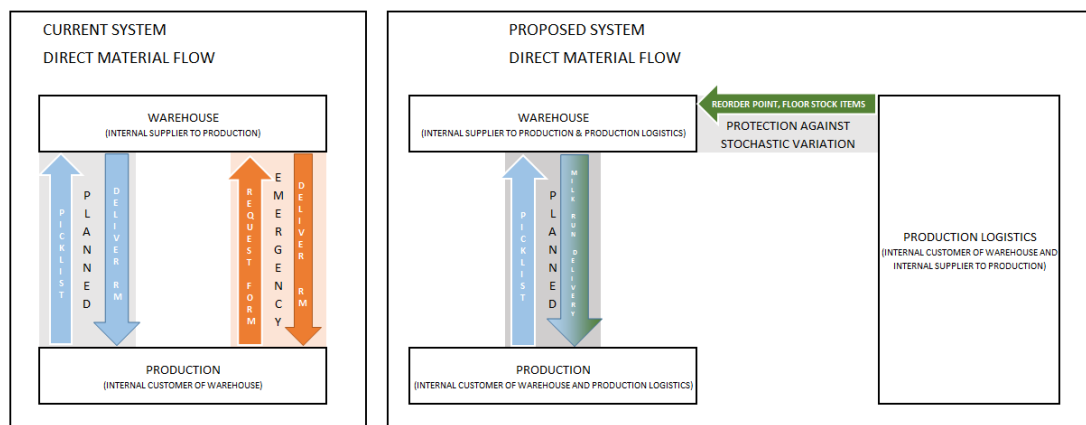 CURRENT SYSTEM
DIRECT MATERIAL FLOW
WAREHOUSE
(INTERNAL SUPPLIER TO PRODUCTION)
PICKLIST
PLANNED
DELIVER RM
REQUEST FORM
EMERGENCY
DELIVER RM
PRODUCTION
(INTERNAL CUSTOMER OF WAREHOUSE)
PROPOSED SYSTEM
DIRECT MATERIAL FLOW
WAREHOUSE
(INTERNAL SUPPLIER TO PRODUCTION & PRODUCTION LOGISTICS)
REORDER POINT, FLOOR STOCK ITEMS
PROTECTION AGAINST
STOCHASTIC VARIATION
PICKLIST
PLANNED
MILK RUN DELIVERY
PRODUCTION
(INTERNAL CUSTOMER OF WAREHOUSE AND PRODUCTION LOGISTICS)
PRODUCTION LOGISTICS
(INTERNAL CUSTOMER OF WAREHOUSE AND
INTERNAL SUPPLIER TO PRODUCTION)